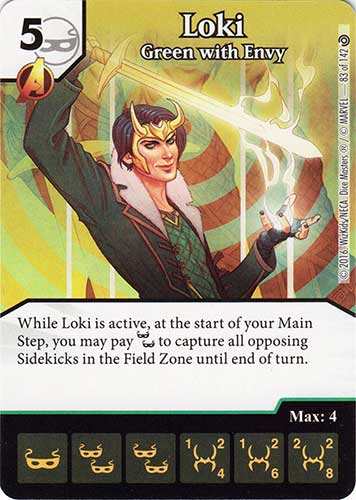 5
Loki
Green with Envy
83 of 142
© MARVEL
© 2016 WizKids/NECA. Dice Masters ® /
While Loki is active, at the start of your Main
Step, you may pay to capture all opposing
Sidekicks in the Field Zone until end of turn.
Max: 4
1 2 4
1 2 6
2 2 8